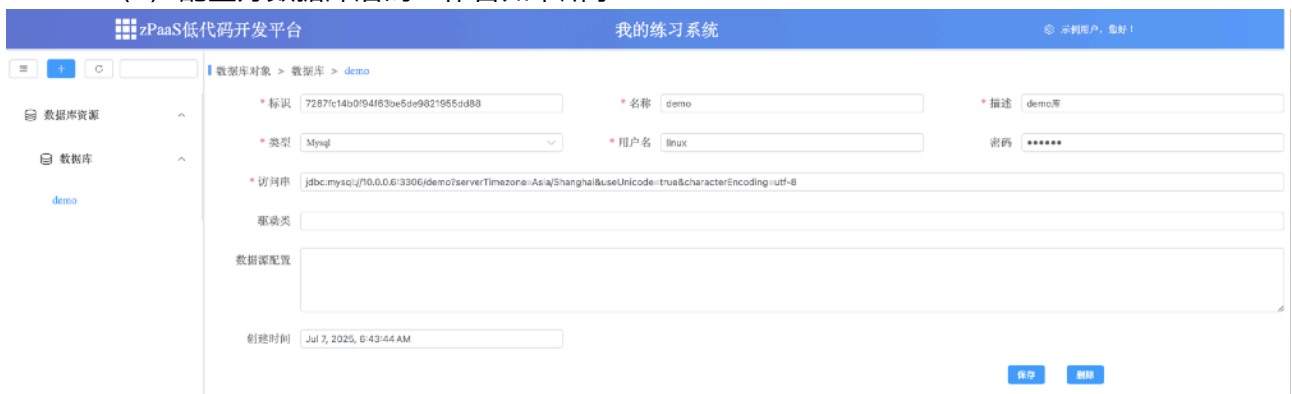 zPaaS低代码开发平台 我的练习系统 示例用户，您好！
数据库对象 > 数据库 > demo
数据库资源
数据库
demo
* 标识 7287fc14b0f94f63be5de9821955dd88 * 名称 demo * 描述 demo库
* 类型 Mysql * 用户名 linux 密码 ••••••
* 访问串 jdbc:mysql://10.0.0.6:3306/demo?serverTimezone=Asia/Shanghai&useUnicode=true&characterEncoding=utf-8
驱动类
数据源配置
创建时间 Jul 7, 2025, 6:43:44 AM
保存 删除